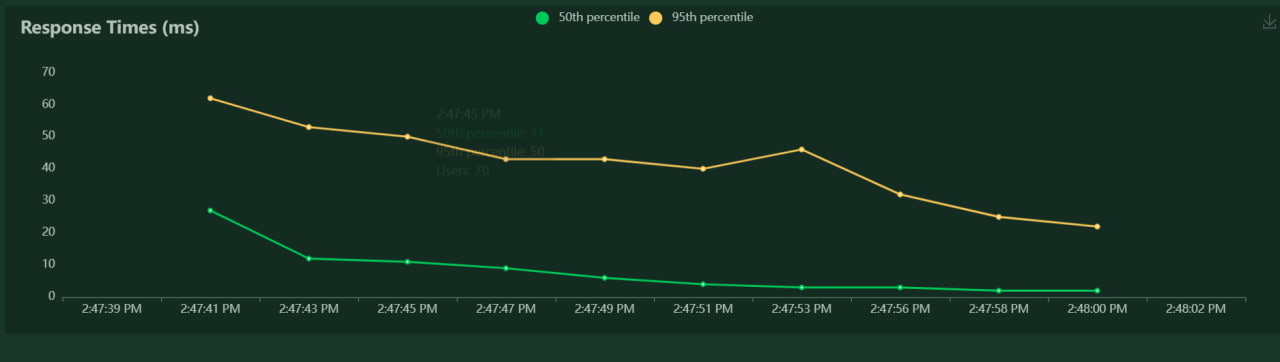 Response Times (ms)
50th percentile
95th percentile
70
60
50
40
30
20
10
0
2:47:45 PM
50th percentile: 11
95th percentile: 50
Users: 70
2:47:39 PM
2:47:41 PM
2:47:43 PM
2:47:45 PM
2:47:47 PM
2:47:49 PM
2:47:51 PM
2:47:53 PM
2:47:56 PM
2:47:58 PM
2:48:00 PM
2:48:02 PM